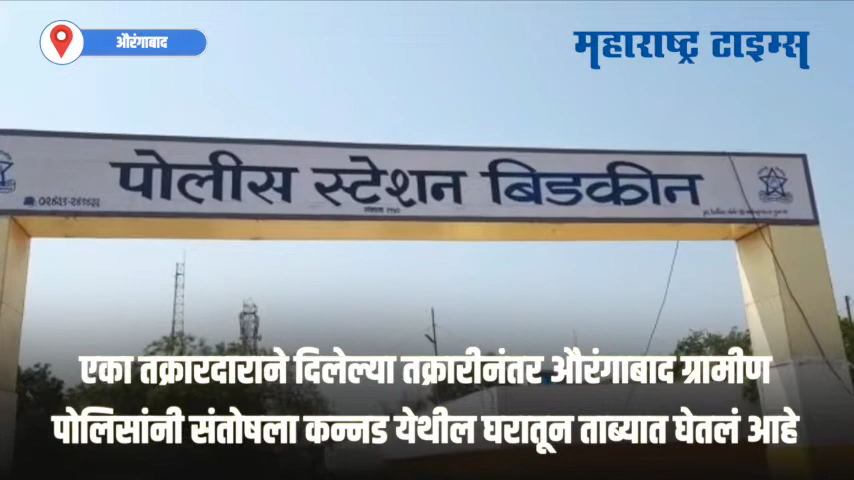 औरंगाबाद
महाराष्ट्र टाइम्स
पोलीस स्टेशन बिडकीन
एका तक्रारदाराने दिलेल्या तक्रारीनंतर औरंगाबाद ग्रामीण
पोलिसांनी संतोषला कन्नड येथील घरातून ताब्यात घेतलं आहे